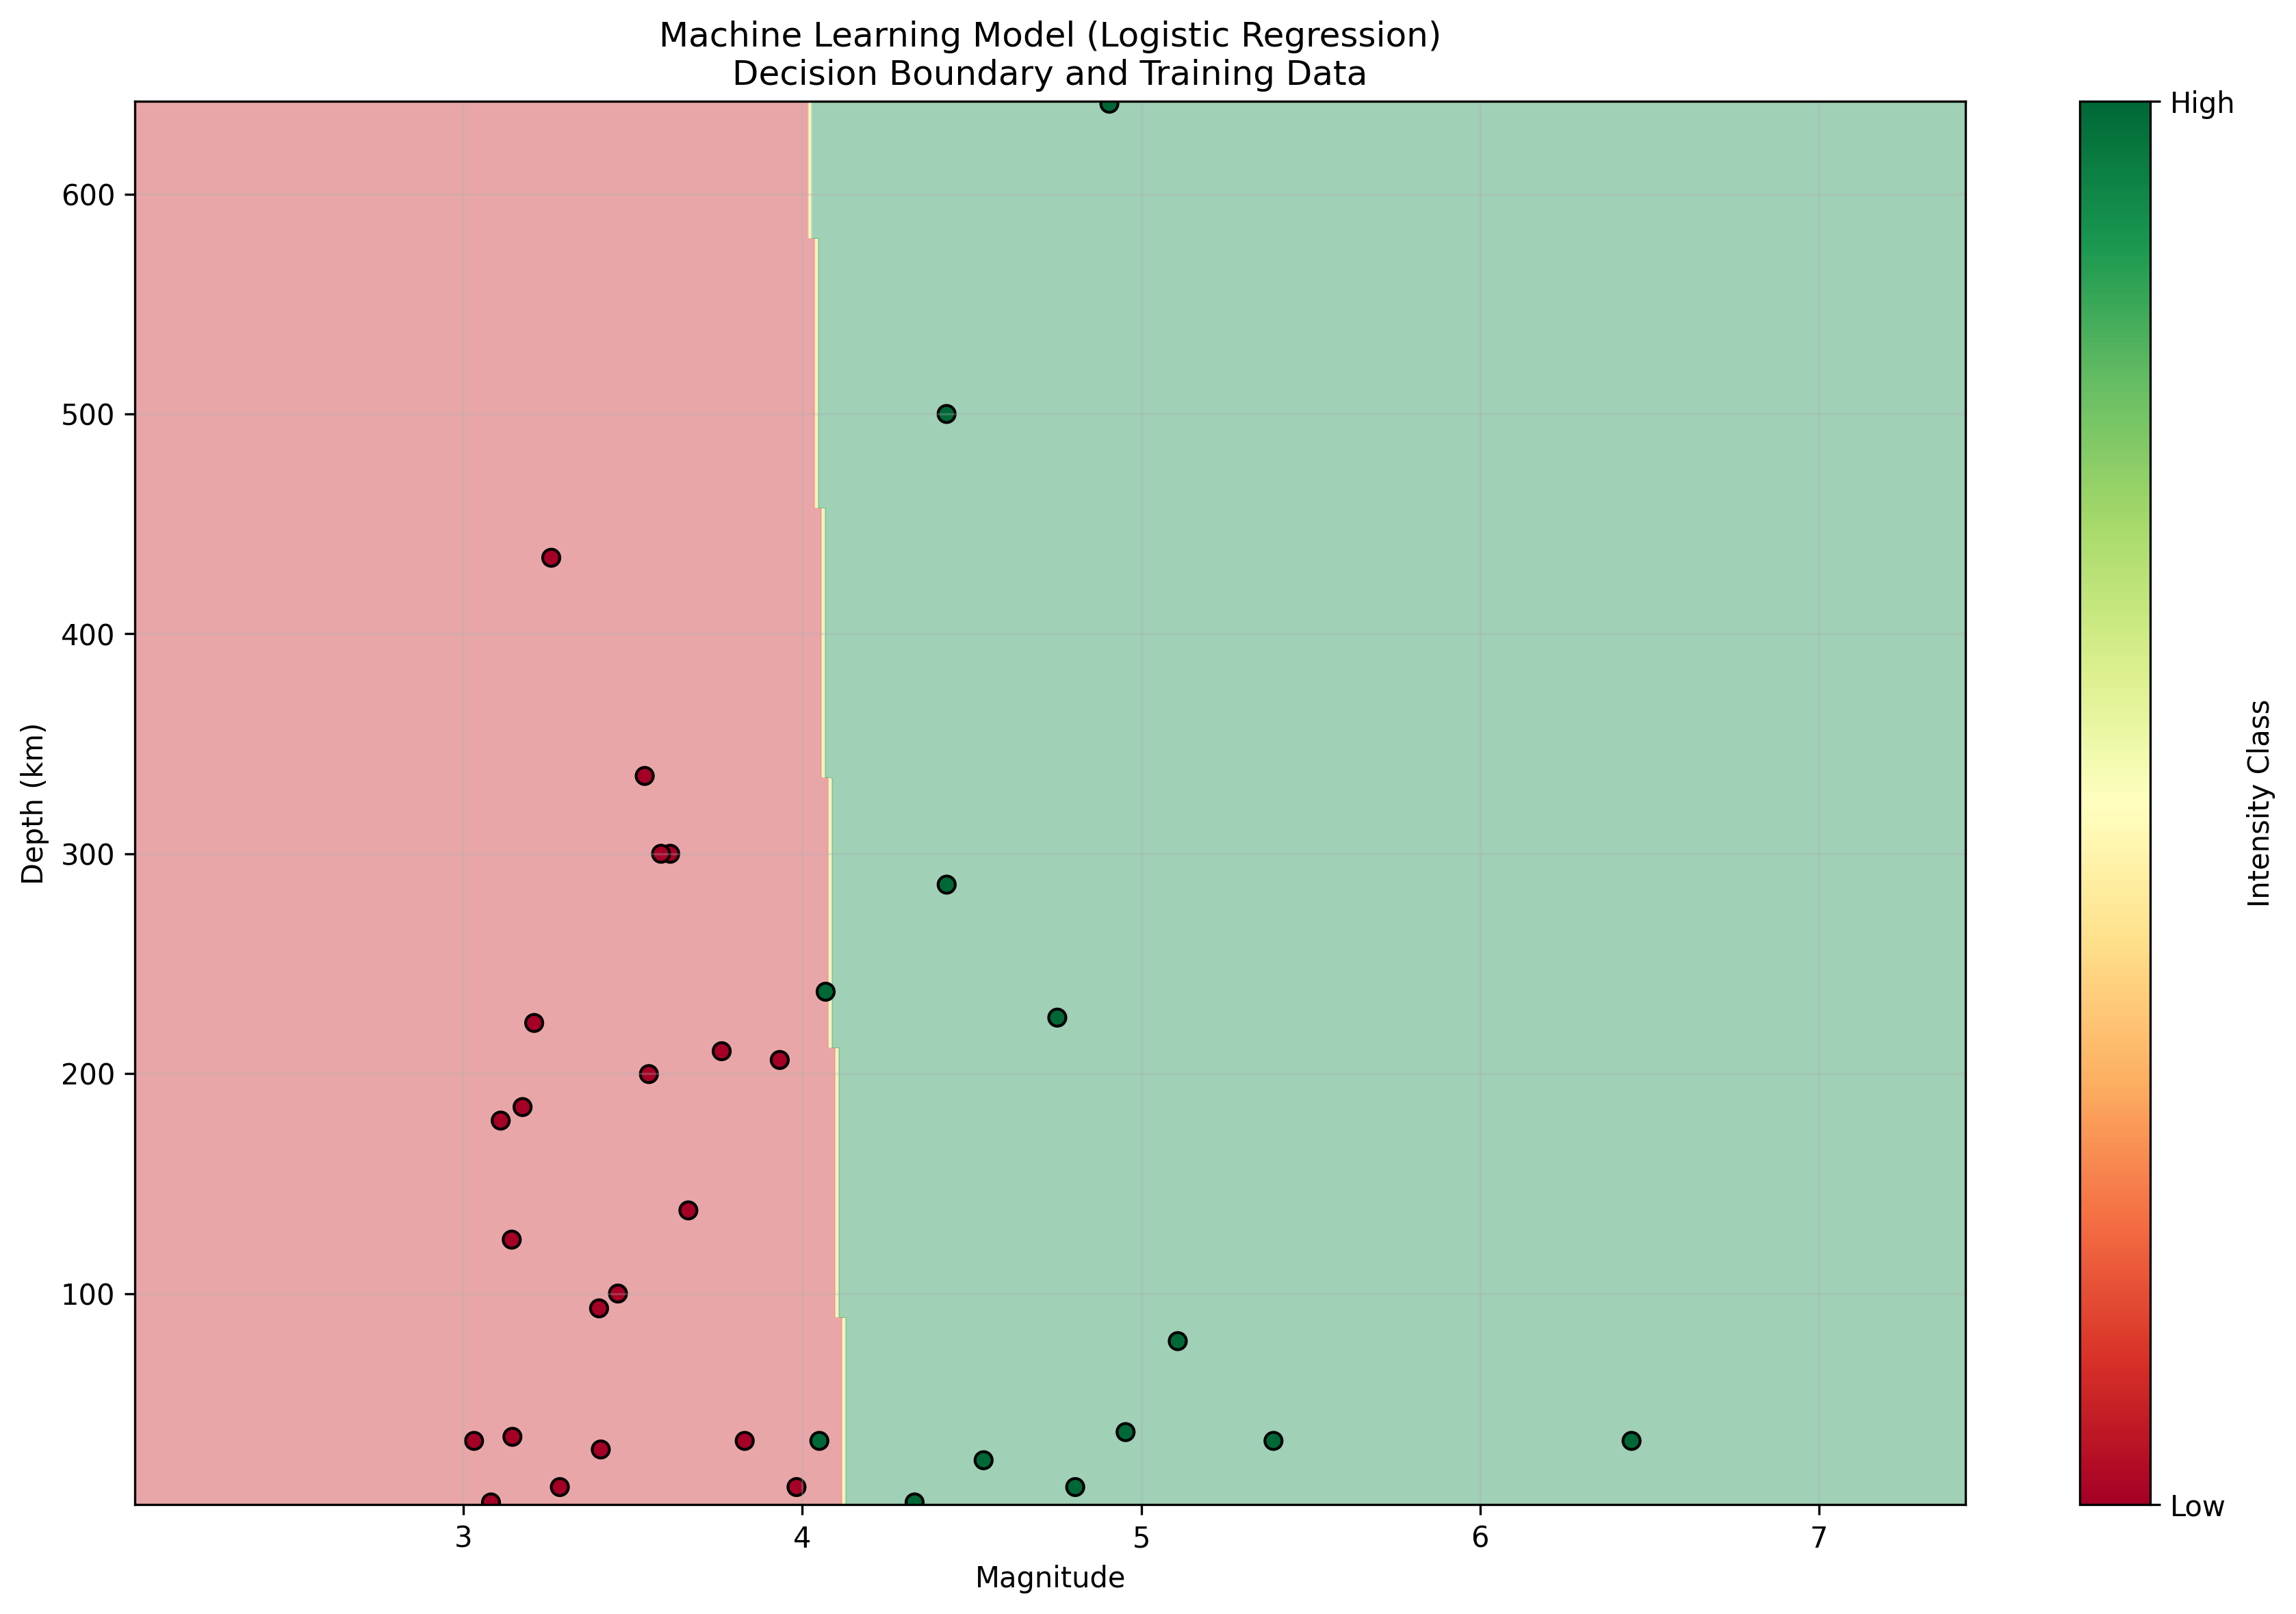 Machine Learning Model (Logistic Regression)
Decision Boundary and Training Data
High
600
500
400
300
200
100
Depth (km)
Intensity Class
Low
3
4
5
6
7
Magnitude